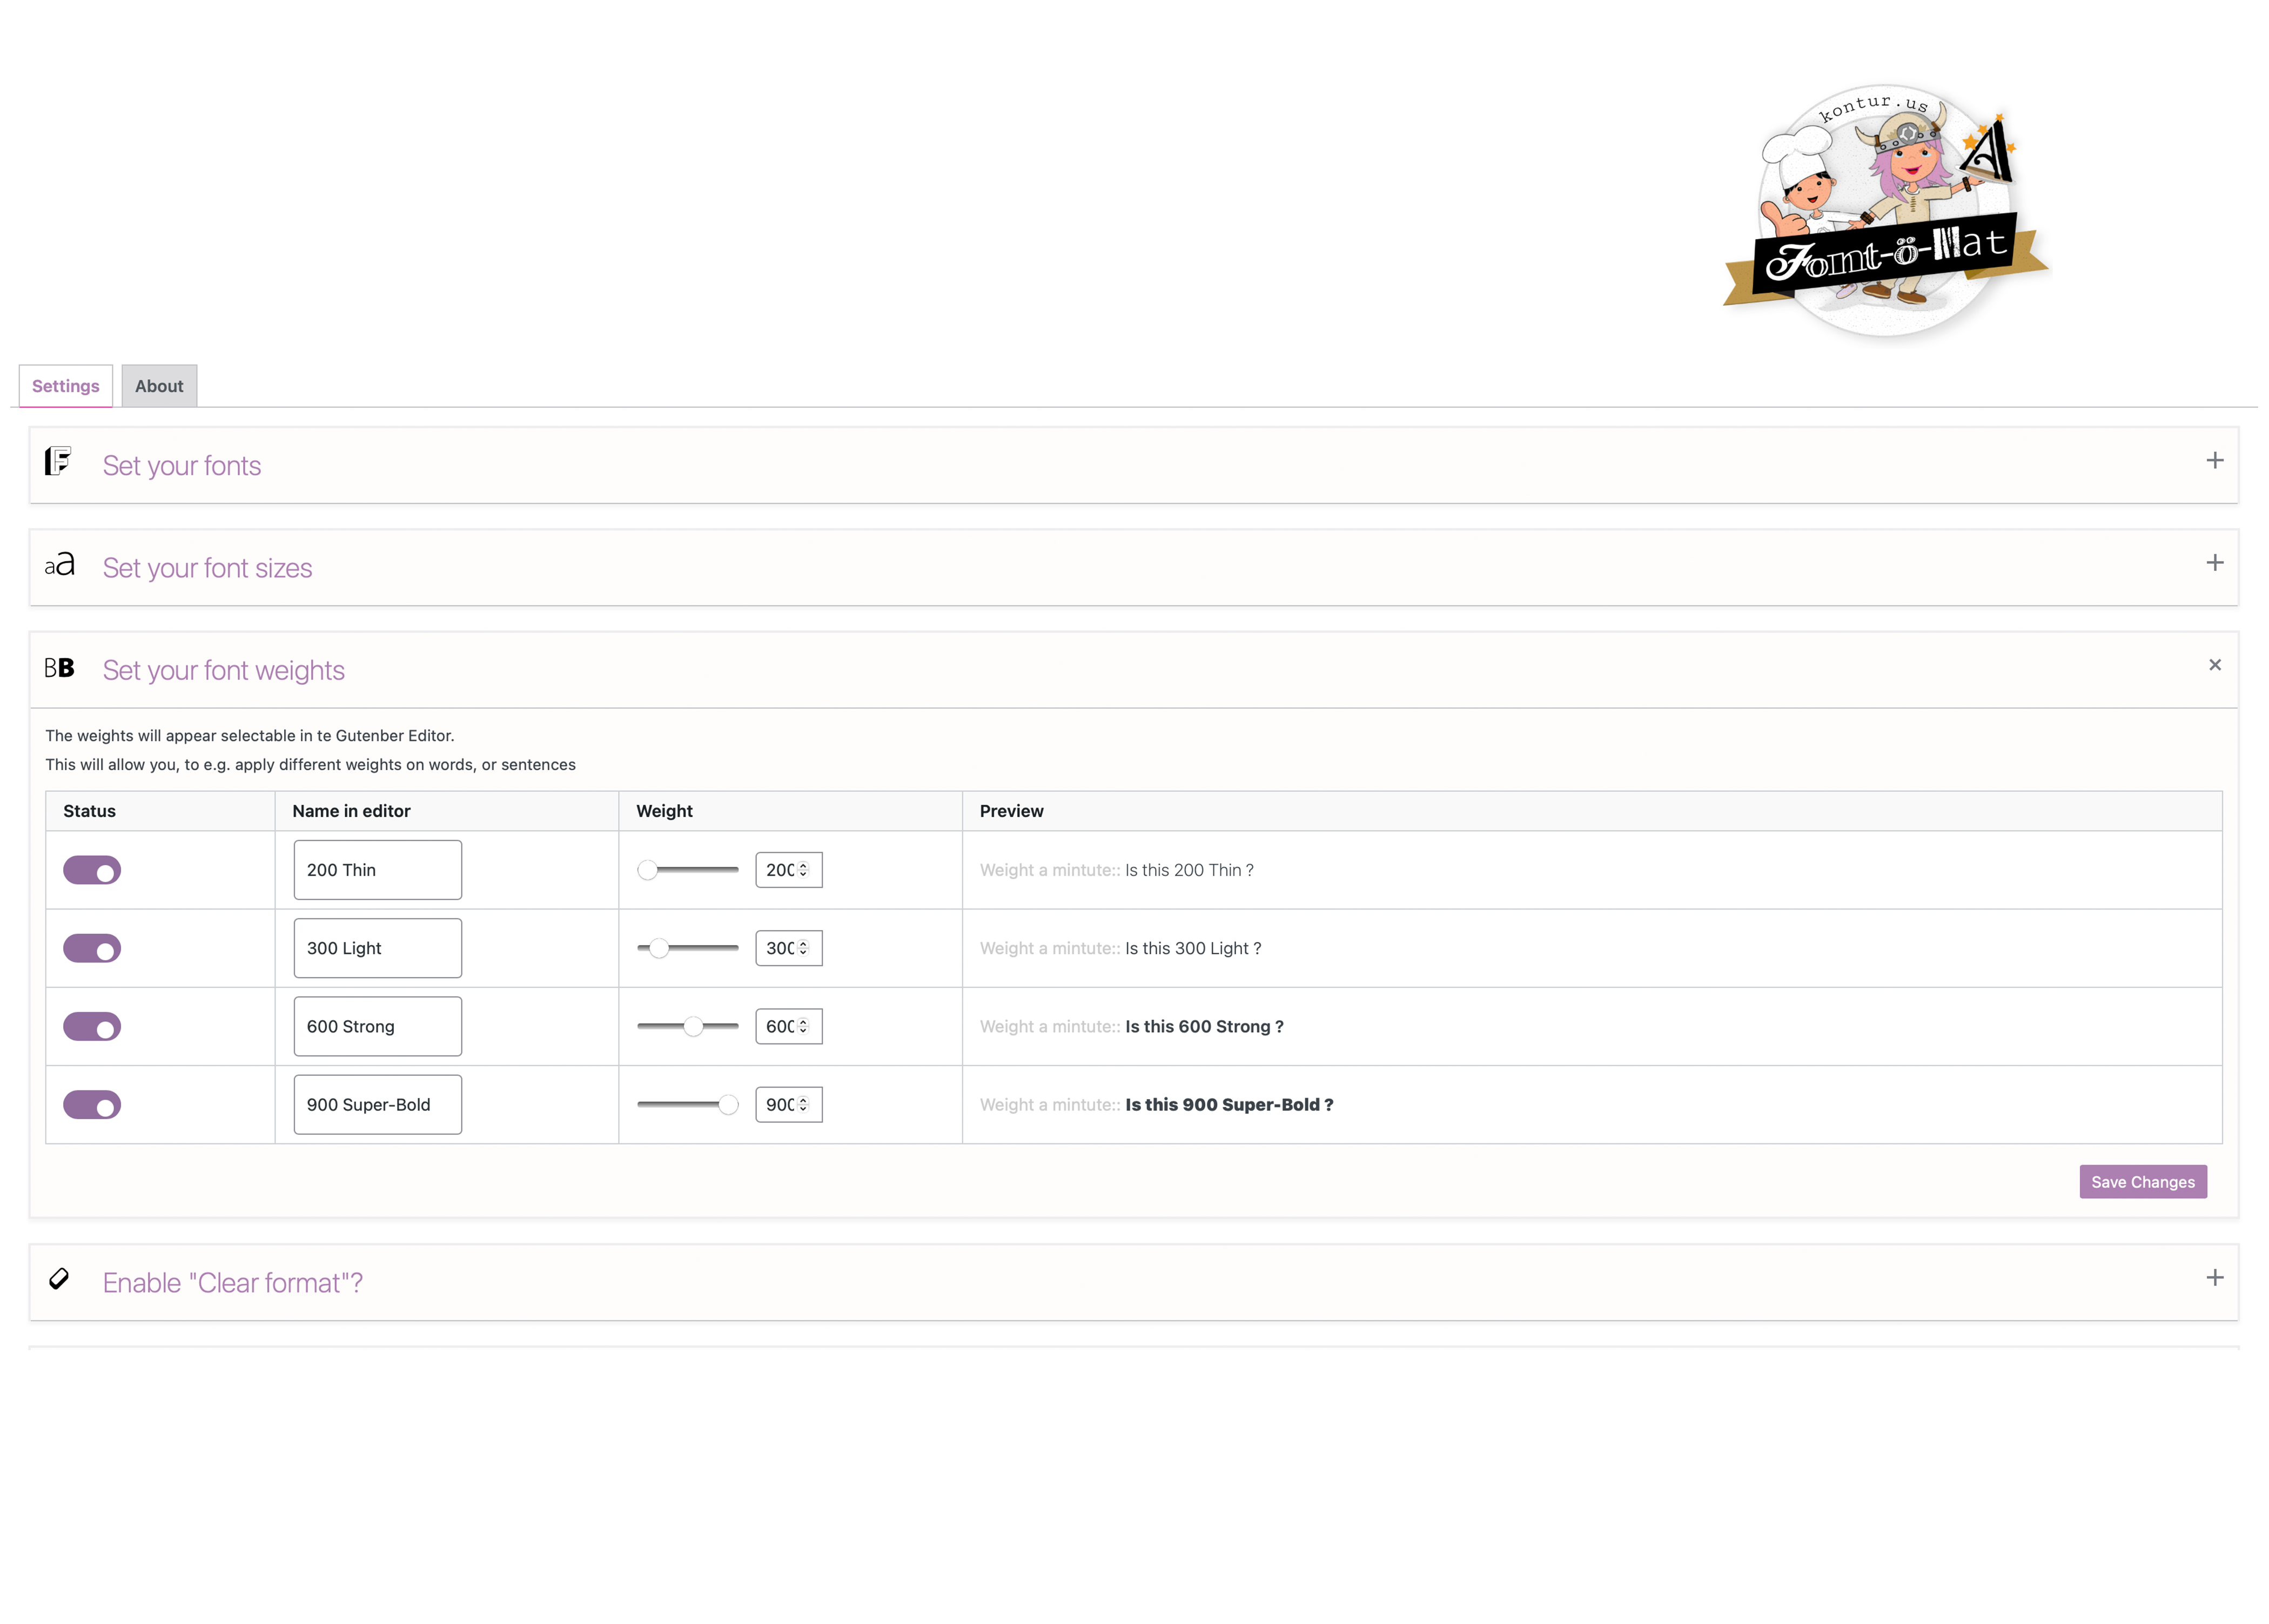 kontur.us
A
Font-ö-Mat
Settings
About
F
Set your fonts
aa
Set your font sizes
BB
Set your font weights
The weights will appear selectable in te Gutenber Editor.
This will allow you, to e.g. apply different weights on words, or sentences
Status Name in editor Weight Preview
200 Thin 200 Weight a mintute:: Is this 200 Thin ?
300 Light 300 Weight a mintute:: Is this 300 Light ?
600 Strong 600 Weight a mintute:: Is this 600 Strong ?
900 Super-Bold 900 Weight a mintute:: Is this 900 Super-Bold ?
Save Changes
Enable "Clear format"?